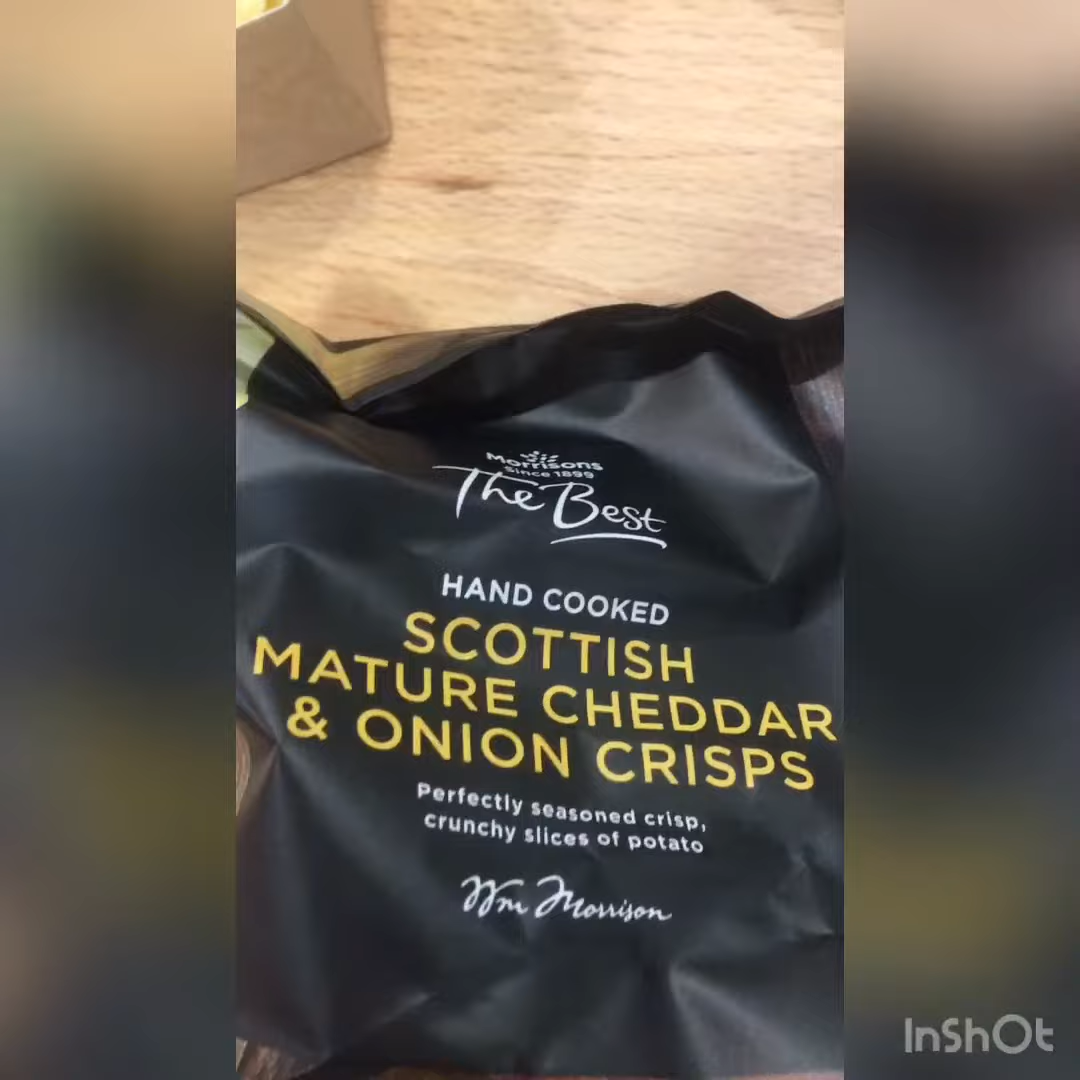 Morrisons
Since 1899
The Best
HAND COOKED
SCOTTISH
MATURE CHEDDAR
& ONION CRISPS
Perfectly seasoned crisp,
crunchy slices of potato
Wm Morrison
InShOt